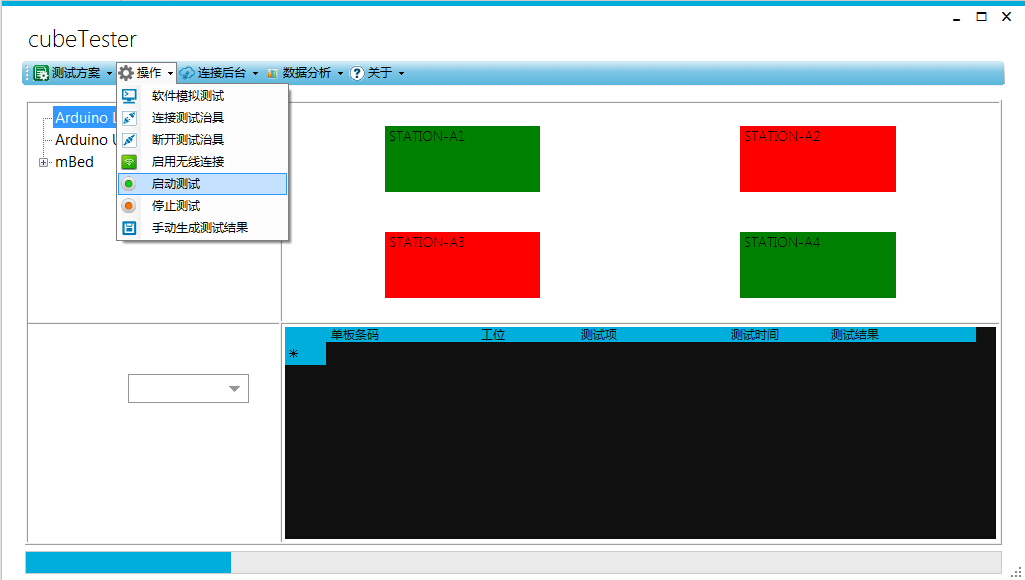 cubeTester
测试方案 操作 连接后台 数据分析 关于
软件模拟测试
连接测试治具
断开测试治具
启用无线连接
启动测试
停止测试
手动生成测试结果
Arduino
Arduino
mBed
STATION-A1
STATION-A2
STATION-A3
STATION-A4
单板条码 工位 测试项 测试时间 测试结果